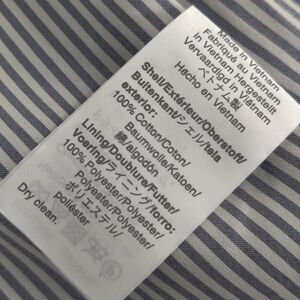 Made in Vietnam
Fabriqué au Vietnam
In Vietnam Hergestellt
Vervaardigd in Viëtnam
ベトナム製
Hecho en Vietnam
Shell/Extérieur/Oberstoff/
Buitenkant/シェル/tela
exterior:
100% Cotton/Coton/
Baumwolle/Katoen/
綿/algodón
Lining/Doublure/Futter/
Voering/ライニング/forro:
100% Polyester/Polyester/
Polyester/Polyester/
ポリエステル/
poliéster
Dry clean.